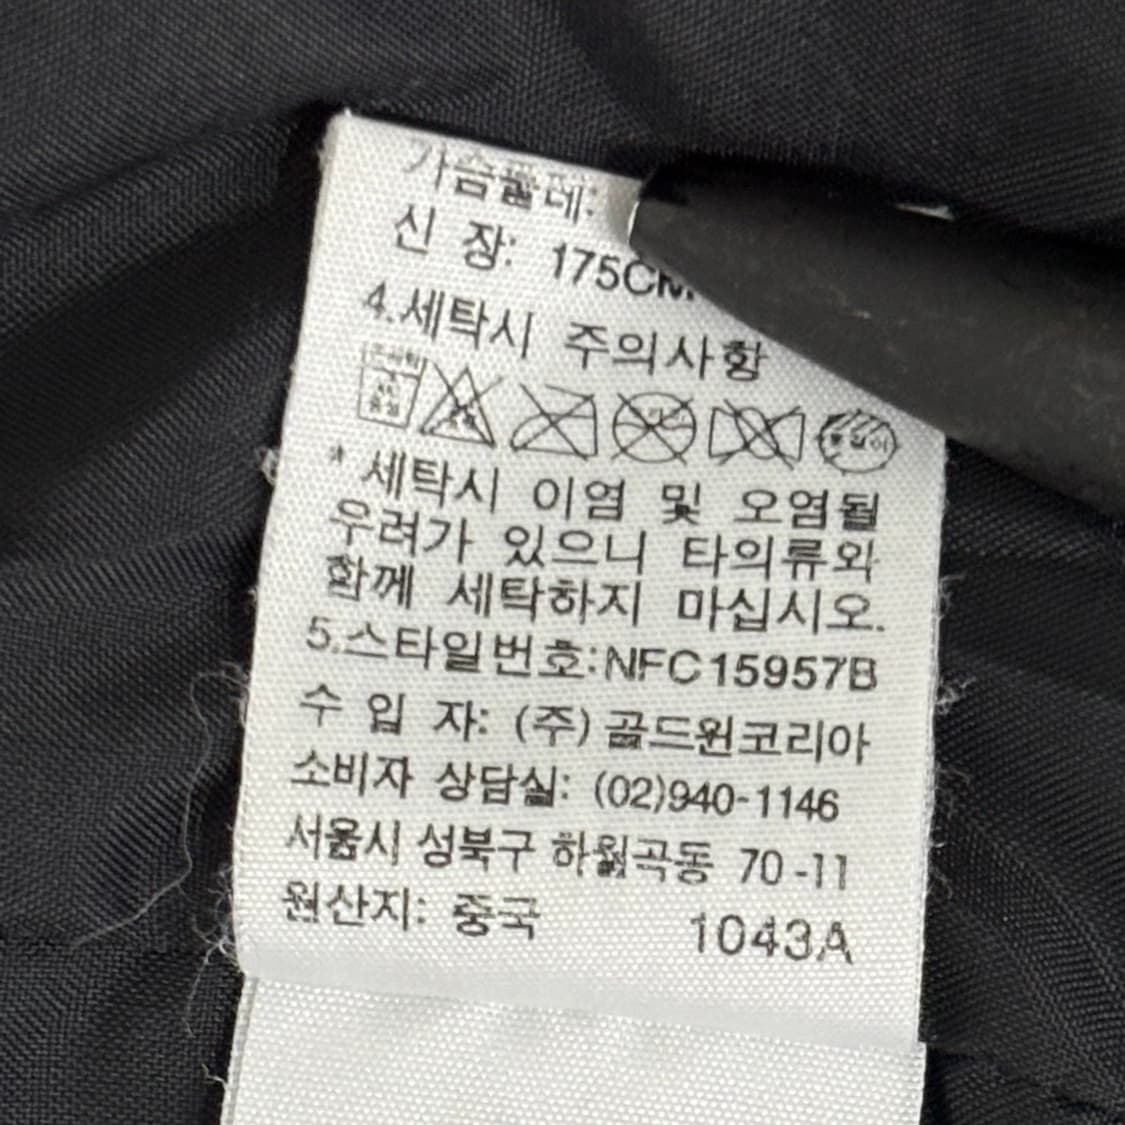 가슴둘레:
신 장: 175CM
4.세탁시 주의사항
* 세탁시 이염 및 오염될
우려가 있으니 타의류와
함께 세탁하지 마십시오.
5.스타일번호:NFC15957B
수 입 자: (주) 골드윈코리아
소비자 상담실: (02)940-1146
서울시 성북구 하월곡동 70-11
원산지: 중국 1043A